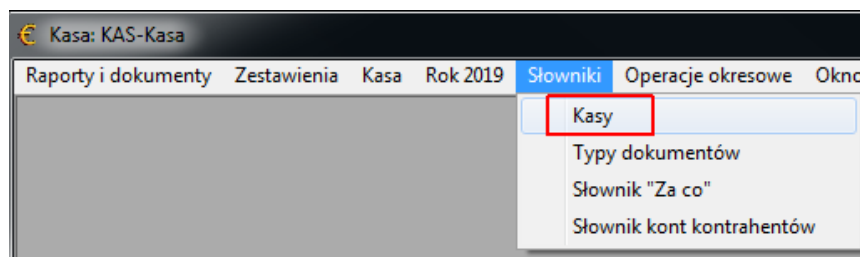 Kasa: KAS-Kasa
Raporty i dokumenty Zestawienia Kasa Rok 2019 Słowniki Operacje okresowe Okno
Kasy
Typy dokumentów
Słownik "Za co"
Słownik kont kontrahentów